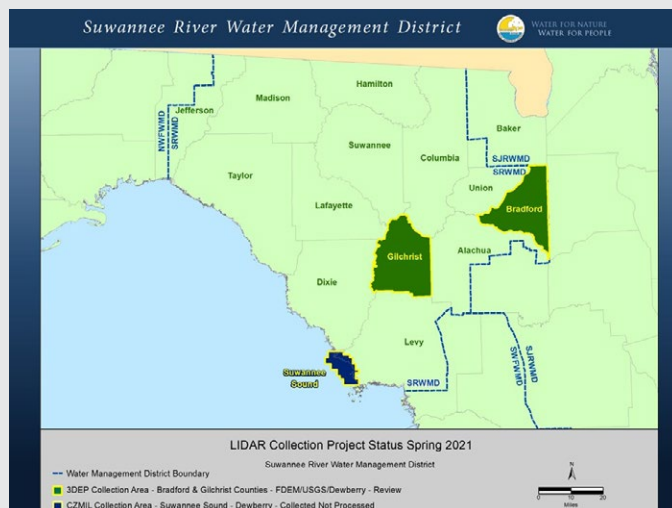 Suwannee River Water Management District
WATER FOR NATURE
WATER FOR PEOPLE
Hamilton
Madison
Jefferson
NWFWMD
SRWMD
Baker
Suwannee
Columbia
SJRWMD
SRWMD
Taylor
Union
Lafayette
Bradford
Gilchrist
Alachua
Dixie
Levy
Suwannee
Sound
SRWMD
SWFWMD
SJRWMD
LIDAR Collection Project Status Spring 2021
Suwannee River Water Management District
Water Management District Boundary
3DEP Collection Area - Bradford & Gilchrist Counties - FDEM/USGS/Dewberry - Review
CZMIL Collection Area - Suwannee Sound - Dewberry - Collected Not Processed
N
0 10 20
Miles